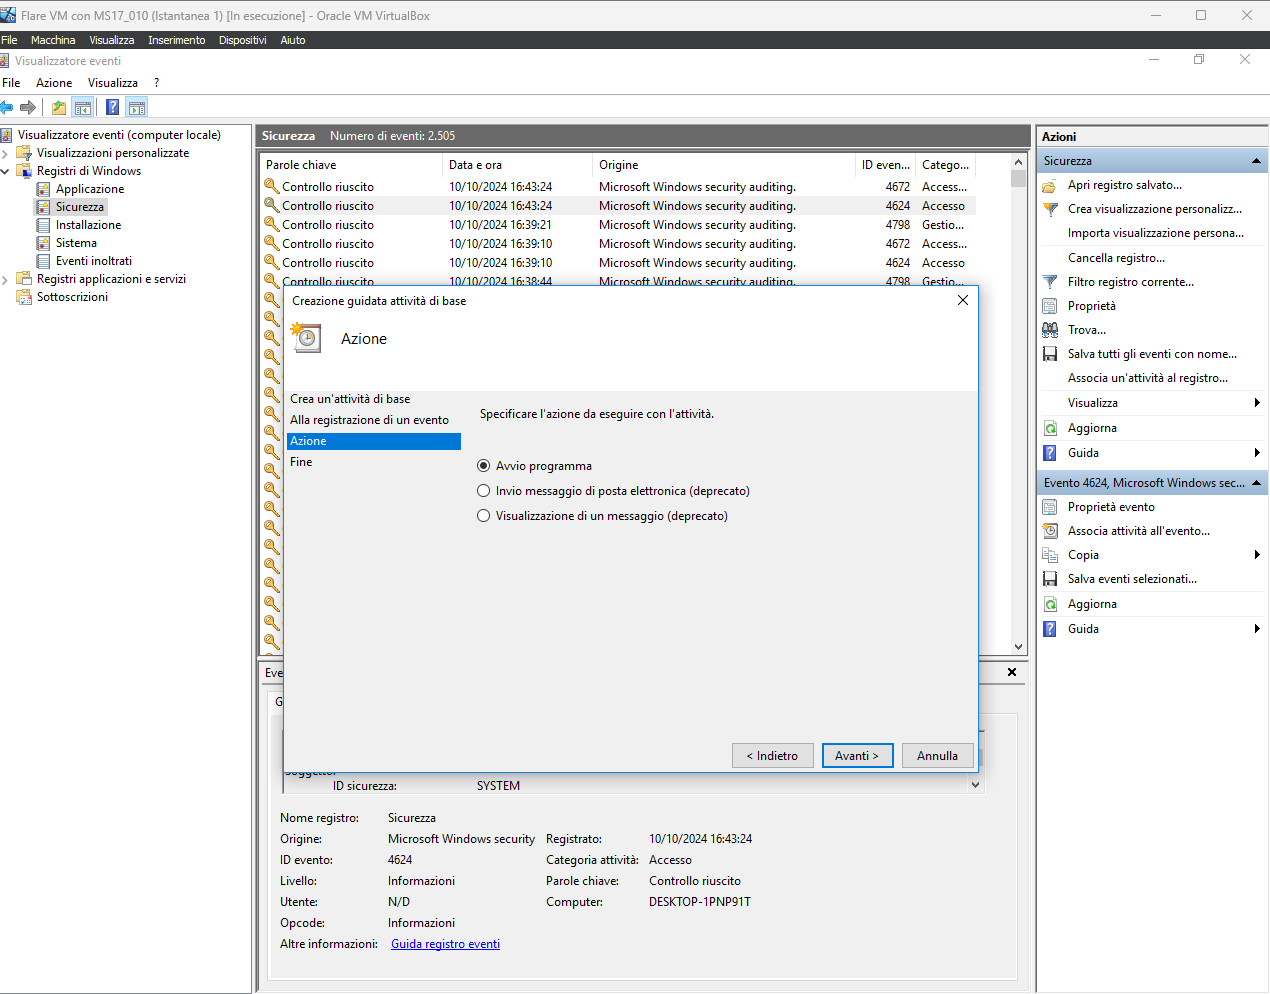 Flare VM con MS17_010 (Istantanea 1) [In esecuzione] - Oracle VM VirtualBox
File Macchina Visualizza Inserimento Dispositivi Aiuto
Visualizzatore eventi
File Azione Visualizza ?
Visualizzatore eventi (computer locale)
Visualizzazioni personalizzate
Registri di Windows
Applicazione
Sicurezza
Installazione
Sistema
Eventi inoltrati
Registri applicazioni e servizi
Sottoscrizioni
Sicurezza Numero di eventi: 2.505
Parole chiave Data e ora Origine ID even... Catego...
Controllo riuscito 10/10/2024 16:43:24 Microsoft Windows security auditing. 4672 Access...
Controllo riuscito 10/10/2024 16:43:24 Microsoft Windows security auditing. 4624 Accesso
Controllo riuscito 10/10/2024 16:39:21 Microsoft Windows security auditing. 4798 Gestio...
Controllo riuscito 10/10/2024 16:39:10 Microsoft Windows security auditing. 4672 Access...
Controllo riuscito 10/10/2024 16:39:10 Microsoft Windows security auditing. 4624 Accesso
Controllo riuscito 10/10/2024 16:38:44 Microsoft Windows security auditing. 4798 Gestio...
Creazione guidata attività di base
Azione
Crea un'attività di base
Alla registrazione di un evento
Azione
Fine
Specificare l'azione da eseguire con l'attività.
Avvio programma
Invio messaggio di posta elettronica (deprecato)
Visualizzazione di un messaggio (deprecato)
< Indietro Avanti > Annulla
Eve
G
Soggetto:
ID sicurezza: SYSTEM
Nome registro: Sicurezza
Origine: Microsoft Windows security Registrato: 10/10/2024 16:43:24
ID evento: 4624 Categoria attività: Accesso
Livello: Informazioni Parole chiave: Controllo riuscito
Utente: N/D Computer: DESKTOP-1PNP91T
Opcode: Informazioni
Altre informazioni: Guida registro eventi
Azioni
Sicurezza
Apri registro salvato...
Crea visualizzazione personalizz...
Importa visualizzazione persona...
Cancella registro...
Filtro registro corrente...
Proprietà
Trova...
Salva tutti gli eventi con nome...
Associa un'attività al registro...
Visualizza
Aggiorna
Guida
Evento 4624, Microsoft Windows sec...
Proprietà evento
Associa attività all'evento...
Copia
Salva eventi selezionati...
Aggiorna
Guida